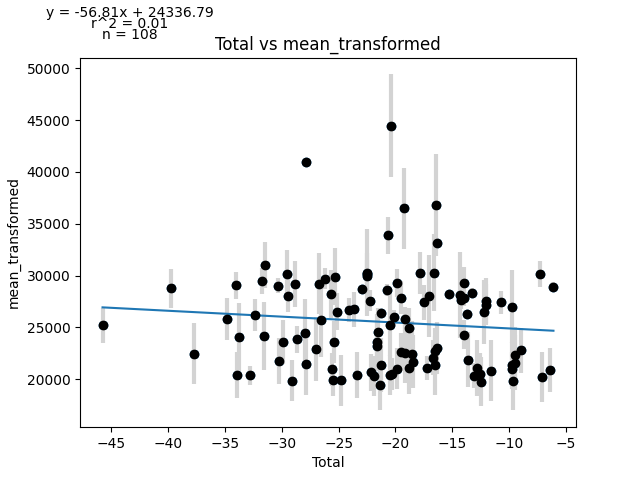 y = -56.81x + 24336.79
r^2 = 0.01
n = 108
Total vs mean_transformed
50000
45000
40000
35000
30000
25000
20000
mean_transformed
−45 −40 −35 −30 −25 −20 −15 −10 −5
Total